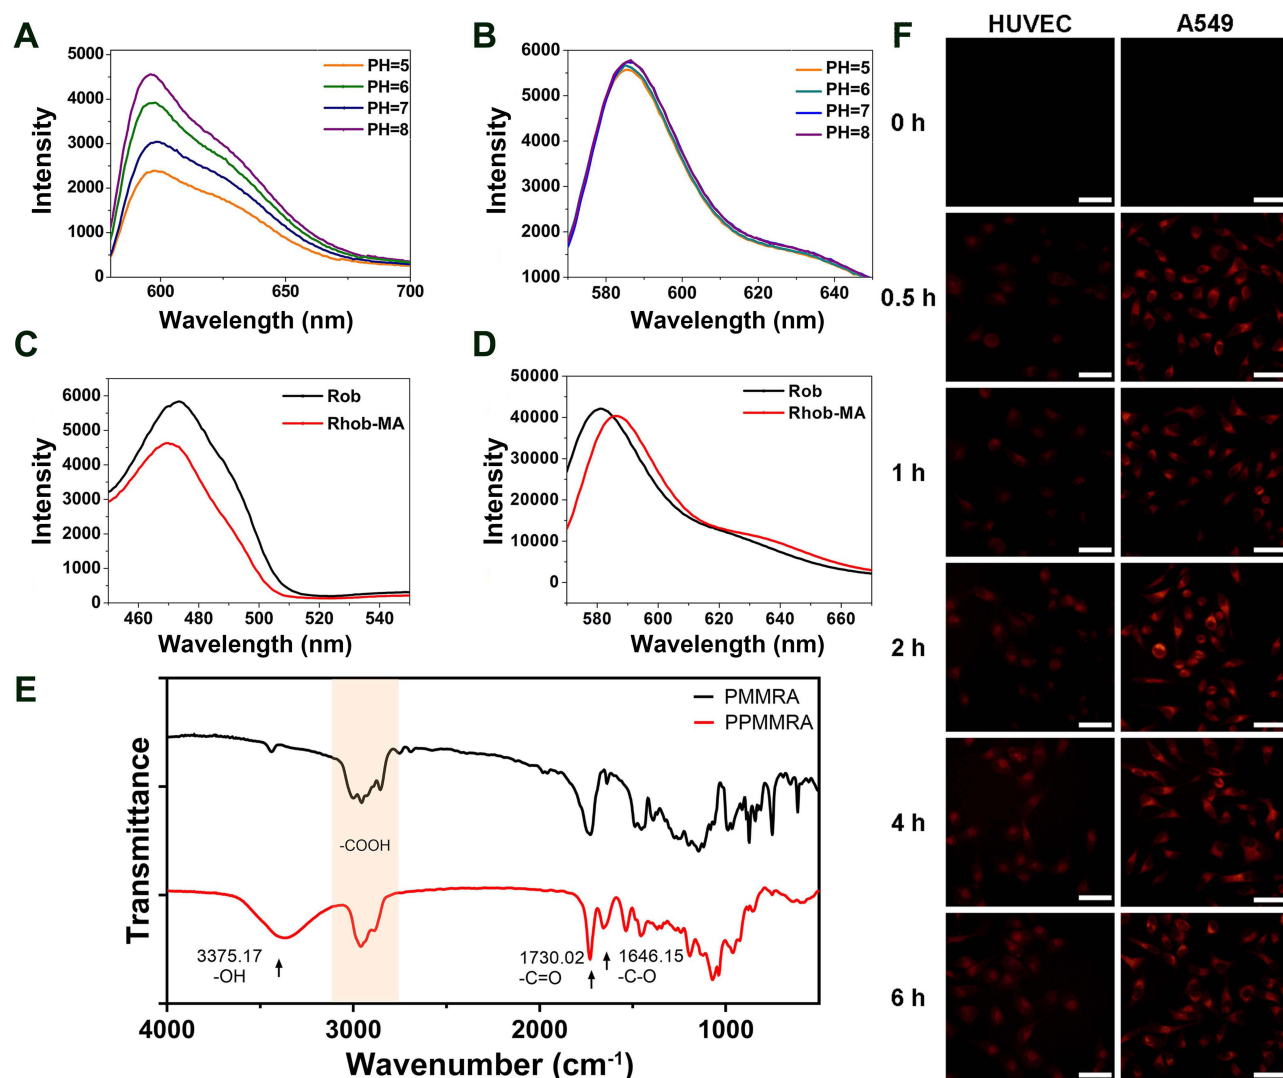 A
5000
4000
3000
2000
1000
0
600
650
700
Intensity
Wavelength (nm)
PH=5
PH=6
PH=7
PH=8
B
6000
5000
4000
3000
2000
1000
580
600
620
640
Intensity
Wavelength (nm)
PH=5
PH=6
PH=7
PH=8
C
6000
5000
4000
3000
2000
1000
0
460
480
500
520
540
Intensity
Wavelength (nm)
Rob
Rhob-MA
D
50000
40000
30000
20000
10000
0
580
600
620
640
660
Intensity
Wavelength (nm)
Rob
Rhob-MA
E
PMMRA
PPMMRA
-COOH
3375.17
-OH
1730.02
-C=O
1646.15
-C-O
4000
3000
2000
1000
Transmittance
Wavenumber (cm⁻¹)
F
HUVEC
A549
0 h
0.5 h
1 h
2 h
4 h
6 h